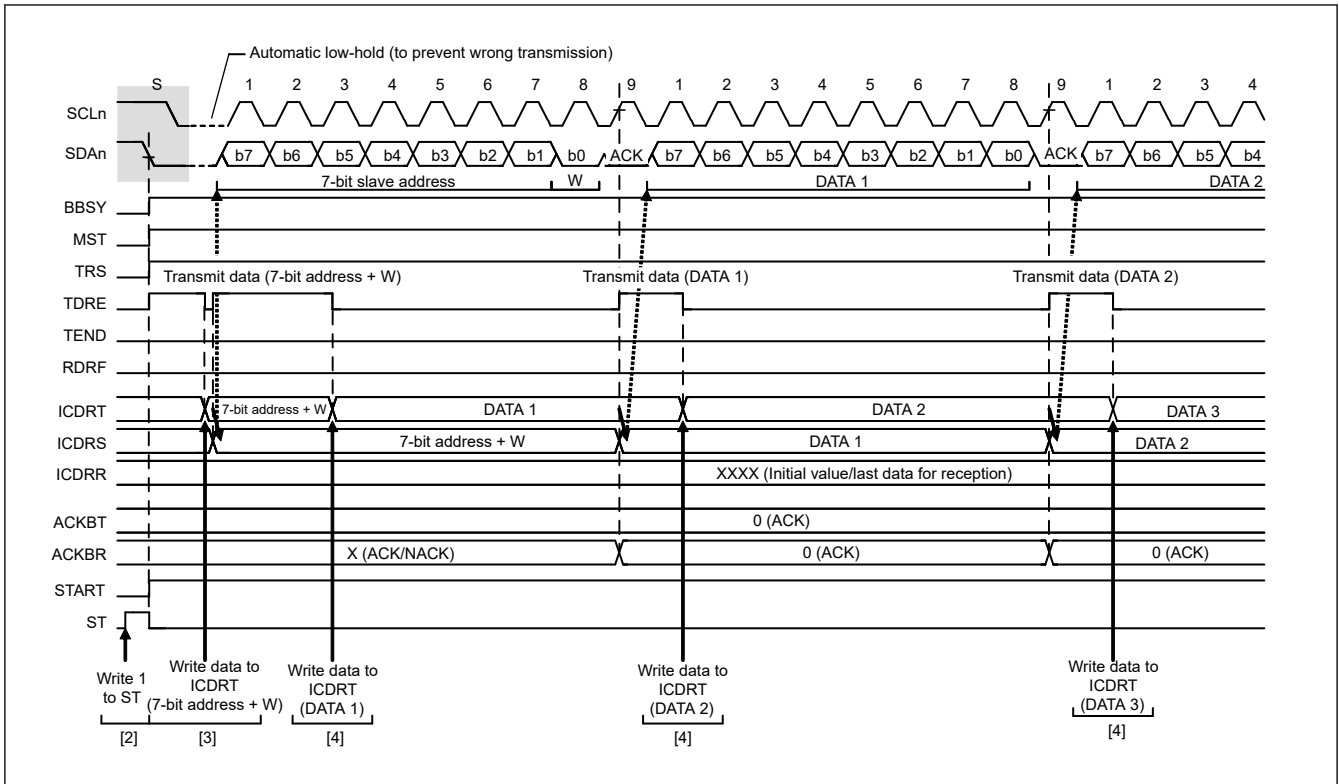 Automatic low-hold (to prevent wrong transmission)
S 1 2 3 4 5 6 7 8 9 1 2 3 4 5 6 7 8 9 1 2 3 4
SCLn
SDAn b7 b6 b5 b4 b3 b2 b1 b0 ACK b7 b6 b5 b4 b3 b2 b1 b0 ACK b7 b6 b5 b4
7-bit slave address W DATA 1 DATA 2
BBSY
MST
TRS
Transmit data (7-bit address + W) Transmit data (DATA 1) Transmit data (DATA 2)
TDRE
TEND
RDRF
ICDRT 7-bit address + W DATA 1 DATA 2 DATA 3
ICDRS 7-bit address + W DATA 1 DATA 2
ICDRR XXXX (Initial value/last data for reception)
ACKBT 0 (ACK)
ACKBR X (ACK/NACK) 0 (ACK) 0 (ACK)
START
ST
Write 1
to ST
[2]
Write data to
ICDRT
(7-bit address + W)
[3]
Write data to
ICDRT
(DATA 1)
[4]
Write data to
ICDRT
(DATA 2)
[4]
Write data to
ICDRT
(DATA 3)
[4]